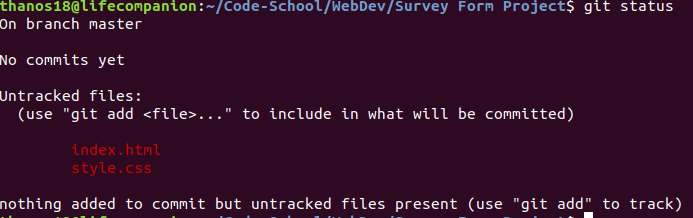 thanos18@lifecompanion:~/Code-School/WebDev/Survey Form Project$ git status
On branch master
No commits yet
Untracked files:
(use "git add <file>..." to include in what will be committed)
index.html
style.css
nothing added to commit but untracked files present (use "git add" to track)